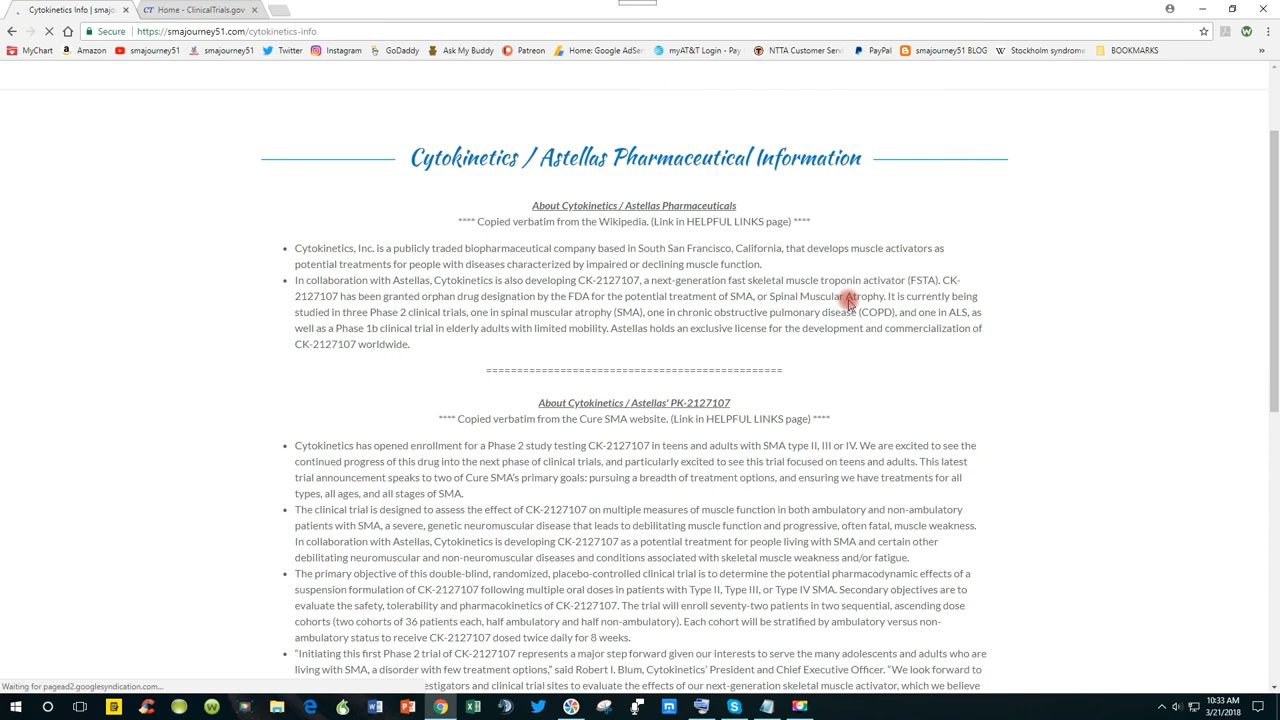 Cytokinetics Info | smajo
Home - ClinicalTrials.gov
Secure
https://smajourney51.com/cytokinetics-info
MyChart
Amazon
smajourney51
smajourney51
Twitter
Instagram
GoDaddy
Ask My Buddy
Patreon
Home: Google AdSe
myAT&T Login - Pay
NTTA Customer Serv
PayPal
smajourney51 BLOG
Stockholm syndrome
BOOKMARKS
Cytokinetics / Astellas Pharmaceutical Information
About Cytokinetics / Astellas Pharmaceuticals
**** Copied verbatim from the Wikipedia. (Link in HELPFUL LINKS page) ****
Cytokinetics, Inc. is a publicly traded biopharmaceutical company based in South San Francisco, California, that develops muscle activators as
potential treatments for people with diseases characterized by impaired or declining muscle function.
In collaboration with Astellas, Cytokinetics is also developing CK-2127107, a next-generation fast skeletal muscle troponin activator (FSTA). CK-
2127107 has been granted orphan drug designation by the FDA for the potential treatment of SMA, or Spinal Muscular Atrophy. It is currently being
studied in three Phase 2 clinical trials, one in spinal muscular atrophy (SMA), one in chronic obstructive pulmonary disease (COPD), and one in ALS, as
well as a Phase 1b clinical trial in elderly adults with limited mobility. Astellas holds an exclusive license for the development and commercialization of
CK-2127107 worldwide.
================================================
About Cytokinetics / Astellas' PK-2127107
**** Copied verbatim from the Cure SMA website. (Link in HELPFUL LINKS page) ****
Cytokinetics has opened enrollment for a Phase 2 study testing CK-2127107 in teens and adults with SMA type II, III or IV. We are excited to see the
continued progress of this drug into the next phase of clinical trials, and particularly excited to see this trial focused on teens and adults. This latest
trial announcement speaks to two of Cure SMA's primary goals: pursuing a breadth of treatment options, and ensuring we have treatments for all
types, all ages, and all stages of SMA.
The clinical trial is designed to assess the effect of CK-2127107 on multiple measures of muscle function in both ambulatory and non-ambulatory
patients with SMA, a severe, genetic neuromuscular disease that leads to debilitating muscle function and progressive, often fatal, muscle weakness.
In collaboration with Astellas, Cytokinetics is developing CK-2127107 as a potential treatment for people living with SMA and certain other
debilitating neuromuscular and non-neuromuscular diseases and conditions associated with skeletal muscle weakness and/or fatigue.
The primary objective of this double-blind, randomized, placebo-controlled clinical trial is to determine the potential pharmacodynamic effects of a
suspension formulation of CK-2127107 following multiple oral doses in patients with Type II, Type III, or Type IV SMA. Secondary objectives are to
evaluate the safety, tolerability and pharmacokinetics of CK-2127107. The trial will enroll seventy-two patients in two sequential, ascending dose
cohorts (two cohorts of 36 patients each, half ambulatory and half non-ambulatory). Each cohort will be stratified by ambulatory versus non-
ambulatory status to receive CK-2127107 dosed twice daily for 8 weeks.
"Initiating this first Phase 2 trial of CK-2127107 represents a major step forward given our interests to serve the many adolescents and adults who are
living with SMA, a disorder with few treatment options," said Robert I. Blum, Cytokinetics' President and Chief Executive Officer. "We look forward to
estigators and clinical trial sites to evaluate the effects of our next-generation skeletal muscle activator, which we believe
Waiting for pagead2.googlesyndication.com...
10:33 AM
3/21/2018